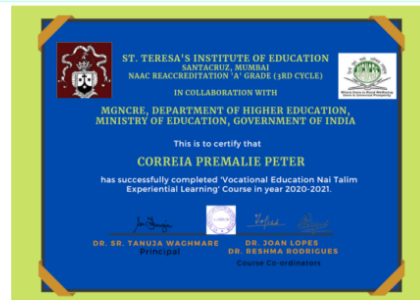 ST. TERESA'S INSTITUTE OF EDUCATION
SANTACRUZ, MUMBAI
NAAC REACCREDITATION 'A' GRADE (3RD CYCLE)
IN COLLABORATION WITH
MGNCRE, DEPARTMENT OF HIGHER EDUCATION,
MINISTRY OF EDUCATION, GOVERNMENT OF INDIA
This is to certify that
CORREIA PREMALIE PETER
has successfully completed 'Vocational Education Nai Talim
Experiential Learning' Course in year 2020-2021.
DR. SR. TANUJA WAGHMARE
Principal
DR. JOAN LOPES
DR. RESHMA RODRIGUES
Course Co-ordinators